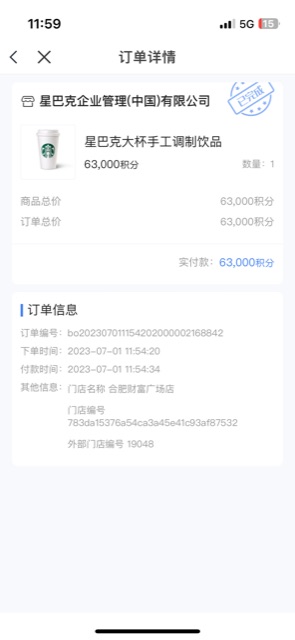 11:59
5G 15
订单详情
星巴克企业管理(中国)有限公司
已完成
星巴克大杯手工调制饮品
63,000积分 数量：1
商品总价 63,000积分
订单总价 63,000积分
实付款：63,000积分
订单信息
订单编号：bo202307011154202000002168842
下单时间：2023-07-01 11:54:20
付款时间：2023-07-01 11:54:34
其他信息：门店名称 合肥财富广场店
门店编号
783da15376a54ca3a45e41c93af87532
外部门店编号 19048